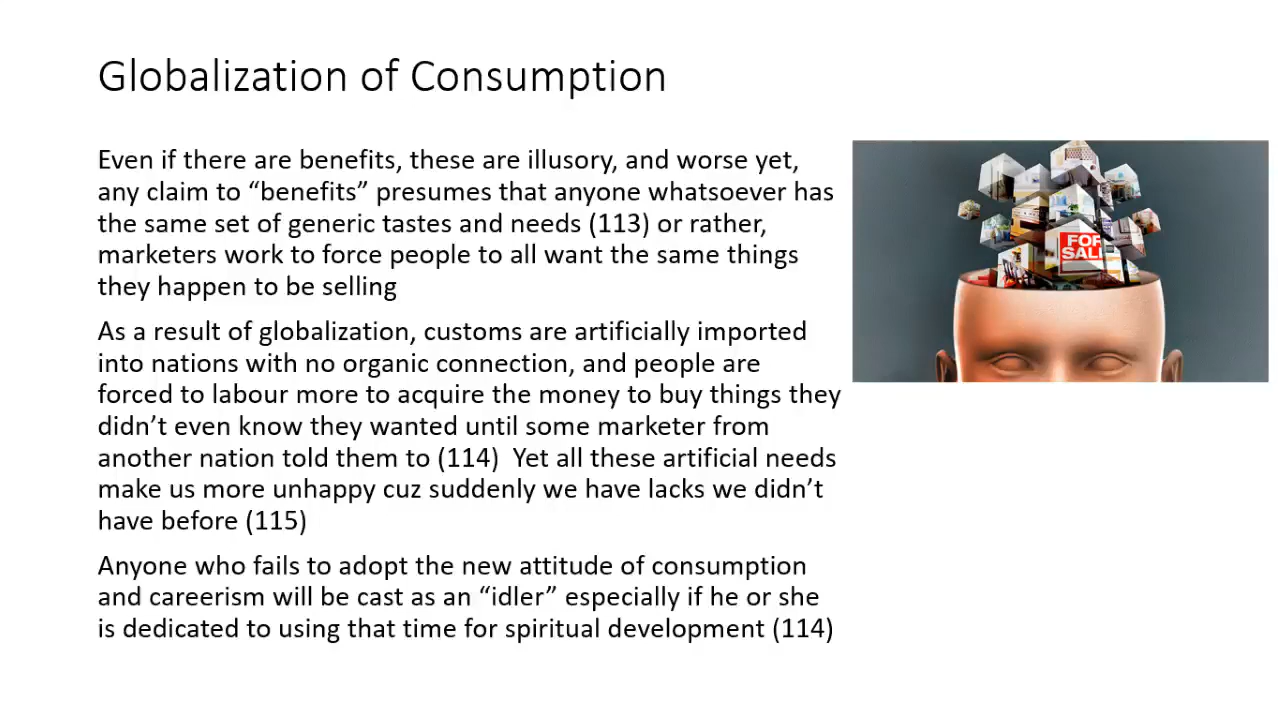 Globalization of Consumption
Even if there are benefits, these are illusory, and worse yet,
any claim to “benefits” presumes that anyone whatsoever has
the same set of generic tastes and needs (113) or rather,
marketers work to force people to all want the same things
they happen to be selling
As a result of globalization, customs are artificially imported
into nations with no organic connection, and people are
forced to labour more to acquire the money to buy things they
didn’t even know they wanted until some marketer from
another nation told them to (114)  Yet all these artificial needs
make us more unhappy cuz suddenly we have lacks we didn’t
have before (115)
Anyone who fails to adopt the new attitude of consumption
and careerism will be cast as an “idler” especially if he or she
is dedicated to using that time for spiritual development (114)
FOR
SALE